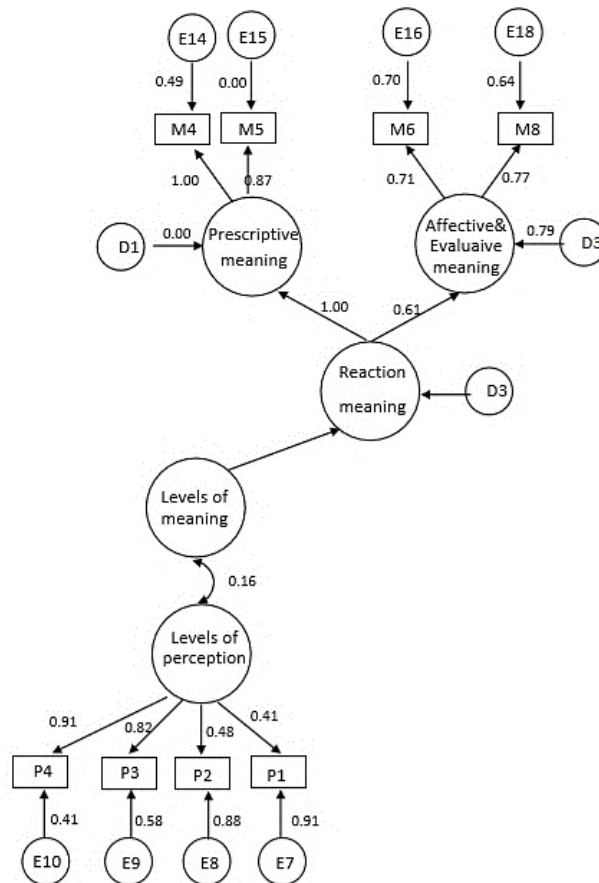 E14 E15 E16 E18
0.49 0.00 0.70 0.64
M4 M5 M6 M8
1.00 0.87 0.71 0.77
D1 0.00 Prescriptive meaning
Affective& Evaluaive meaning 0.79 D3
1.00 0.61
Reaction meaning D3
Levels of meaning
0.16
Levels of perception
0.91 0.82 0.48 0.41
P4 P3 P2 P1
0.41 0.58 0.88 0.91
E10 E9 E8 E7